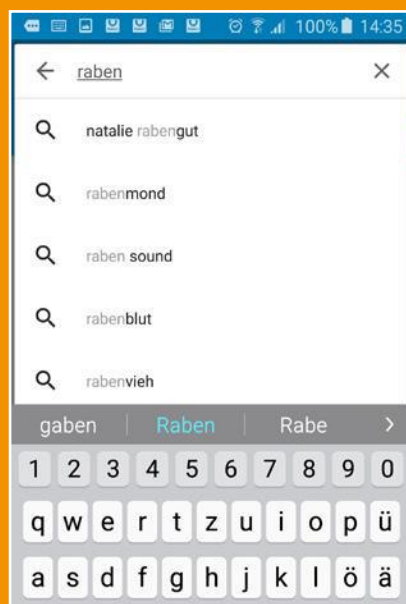 100% 14:35
raben
natalie rabengut
rabenmond
raben sound
rabenblut
rabenvieh
gaben Raben Rabe
1 2 3 4 5 6 7 8 9 0
q w e r t z u i o p ü
a s d f g h j k l ö ä